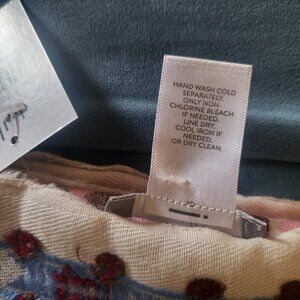 HAND WASH COLD
SEPARATELY.
ONLY NON-
CHLORINE BLEACH
IF NEEDED.
LINE DRY.
COOL IRON IF
NEEDED,
OR DRY CLEAN.